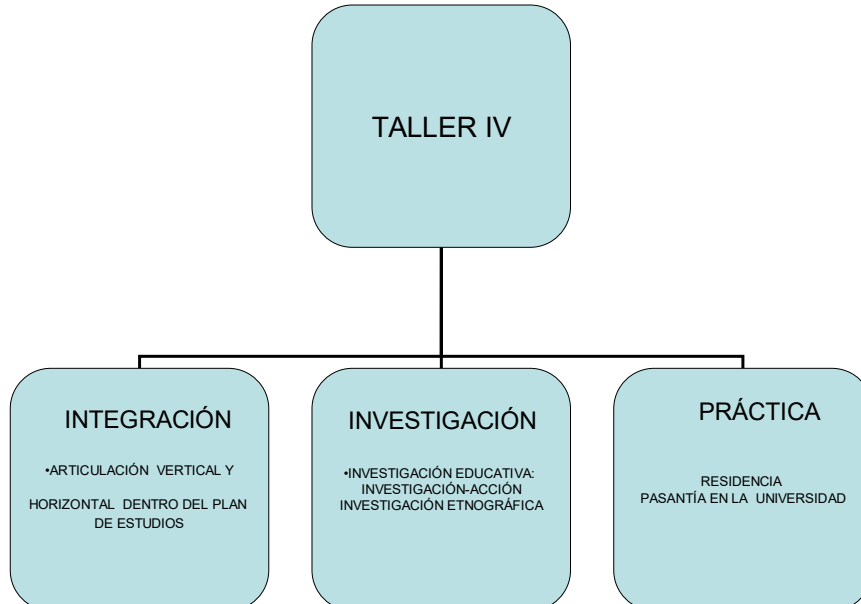 TALLER IV
INTEGRACIÓN
•ARTICULACIÓN VERTICAL Y
HORIZONTAL DENTRO DEL PLAN
DE ESTUDIOS
INVESTIGACIÓN
•INVESTIGACIÓN EDUCATIVA:
INVESTIGACIÓN-ACCIÓN
INVESTIGACIÓN ETNOGRÁFICA
PRÁCTICA
RESIDENCIA
PASANTÍA EN LA UNIVERSIDAD